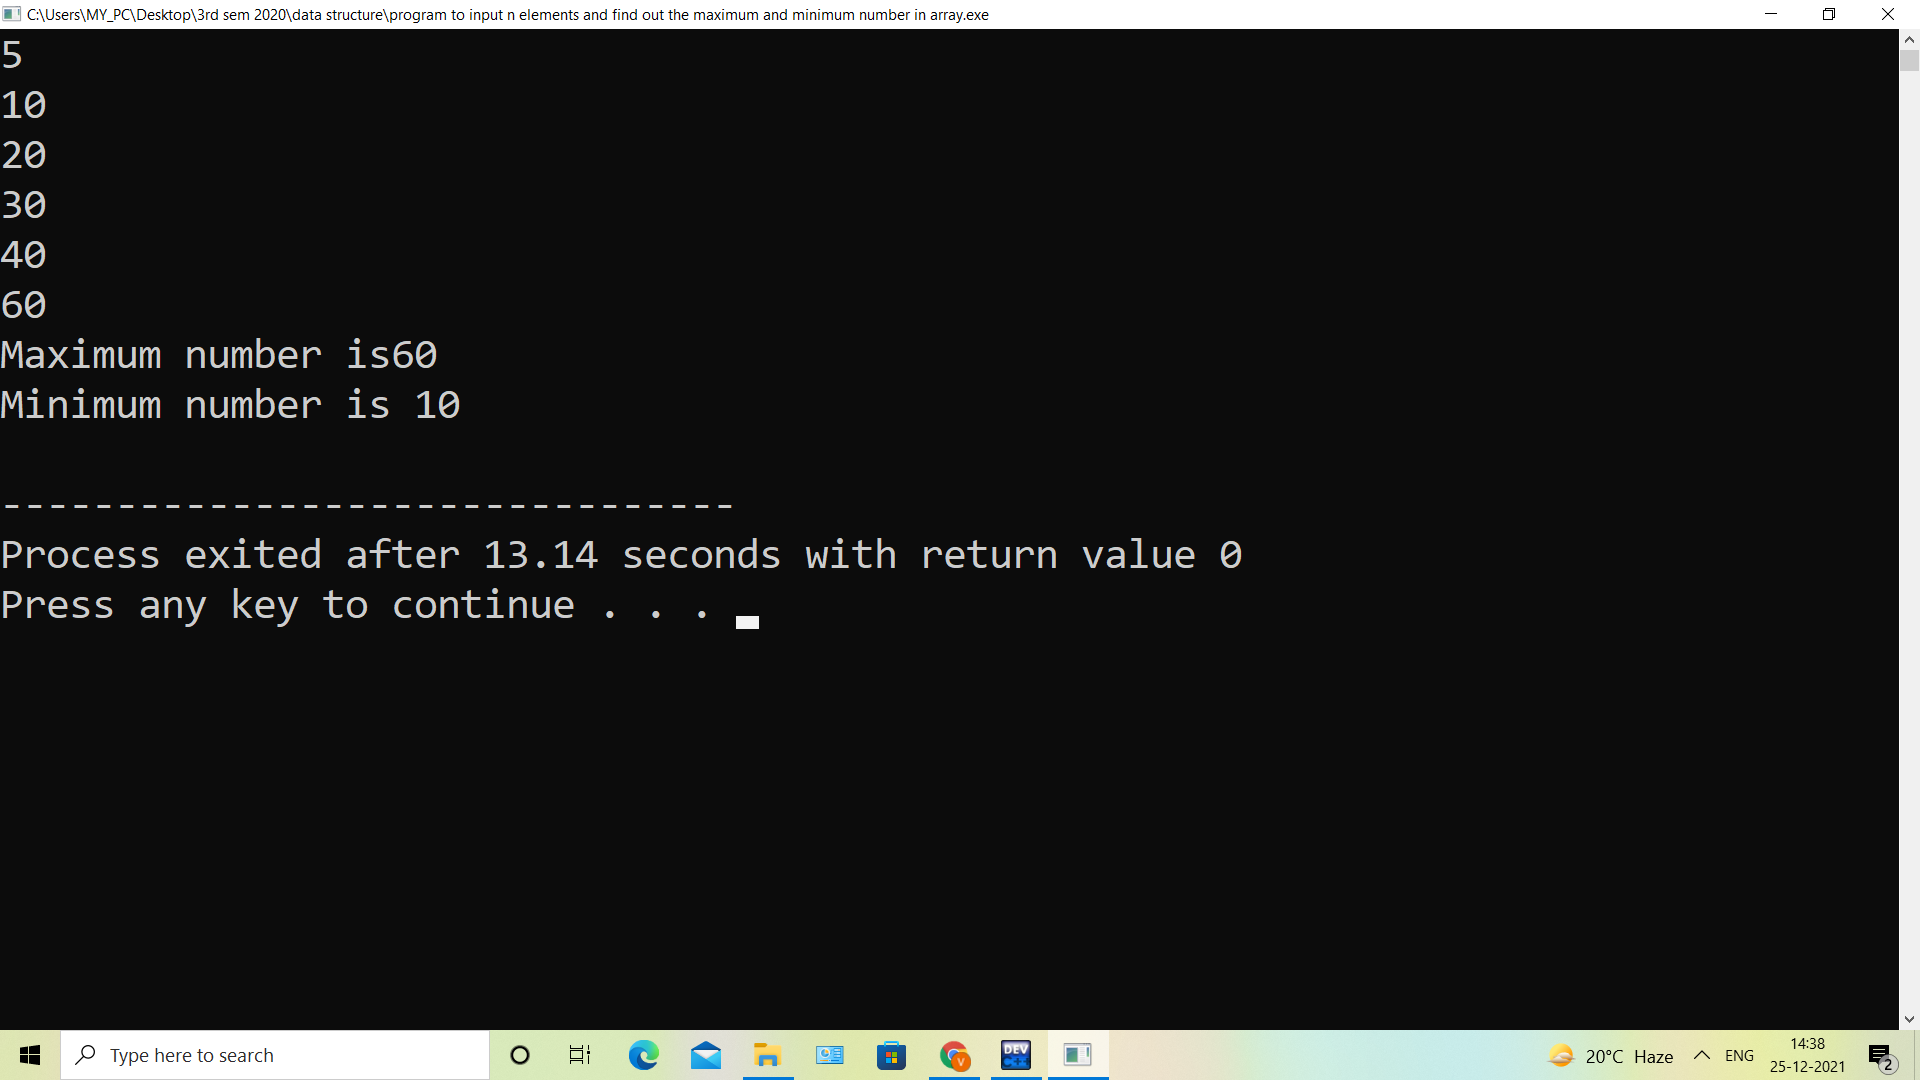 C:\Users\MY_PC\Desktop\3rd sem 2020\data structure\program to input n elements and find out the maximum and minimum number in array.exe
5
10
20
30
40
60
Maximum number is60
Minimum number is 10
--------------------------------
Process exited after 13.14 seconds with return value 0
Press any key to continue . . .
Type here to search
DEV C++
V
20°C Haze
ENG
14:38
25-12-2021
2